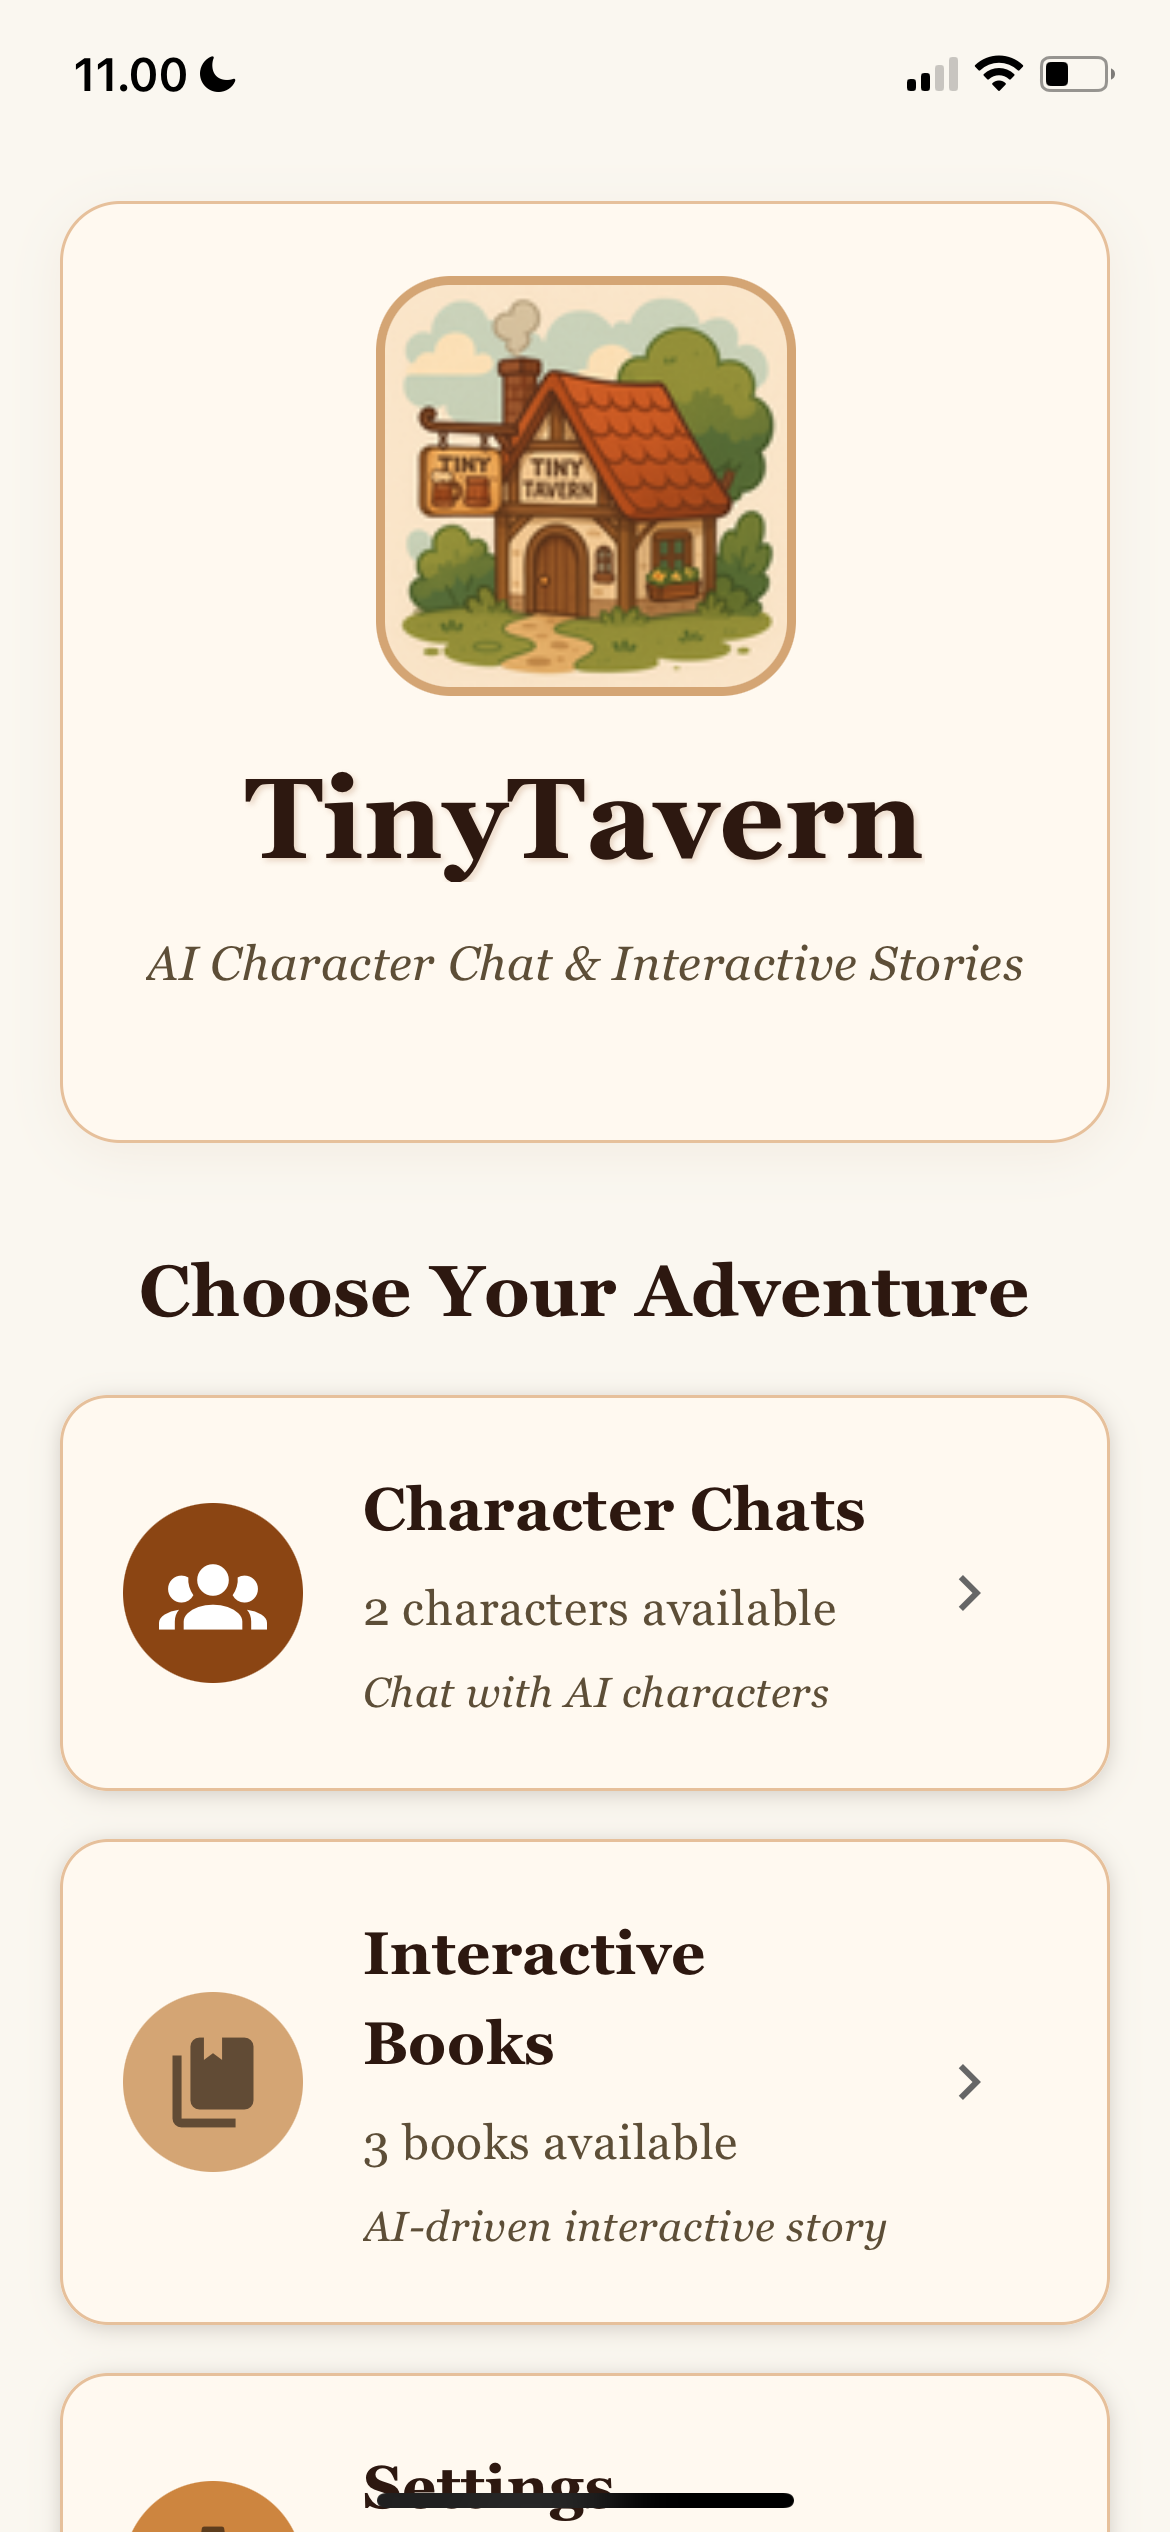 11.00
TINY
TINY
TAVERN
TinyTavern
AI Character Chat & Interactive Stories
Choose Your Adventure
Character Chats
2 characters available
Chat with AI characters
Interactive
Books
3 books available
AI-driven interactive story
Settings